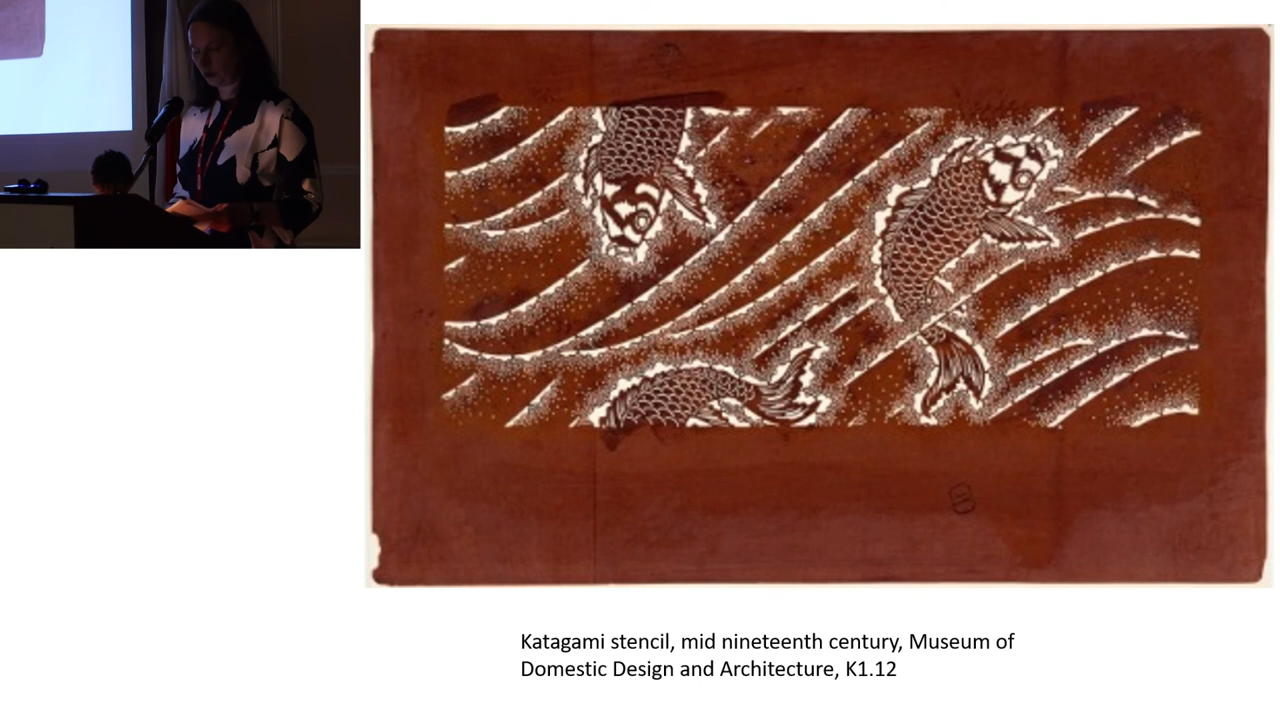 Katagami stencil, mid nineteenth century, Museum of
Domestic Design and Architecture, K1.12